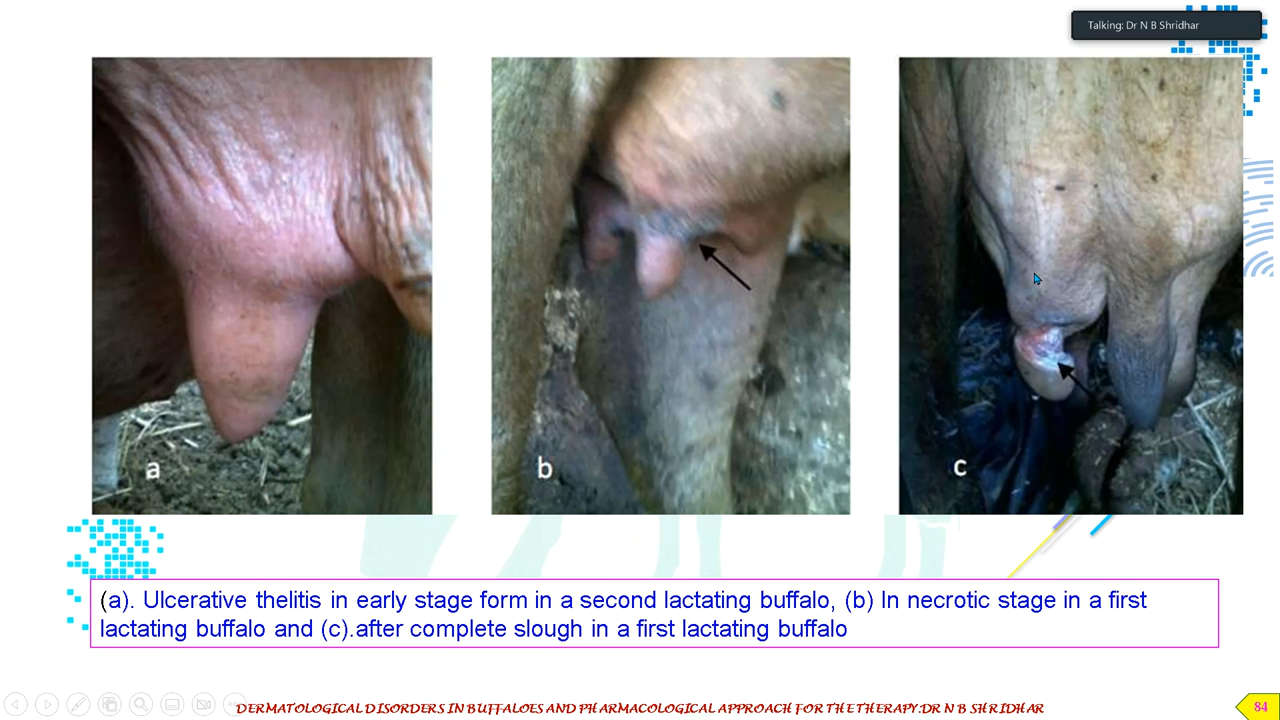 Talking: Dr N B Shridhar
a
b
c
(a). Ulcerative thelitis in early stage form in a second lactating buffalo, (b) In necrotic stage in a first
lactating buffalo and (c).after complete slough in a first lactating buffalo
DERMATOLOGICAL DISORDERS IN BUFFALOES AND PHARMACOLOGICAL APPROACH FOR THE THERAPY:DR N B SHRIDHAR
84